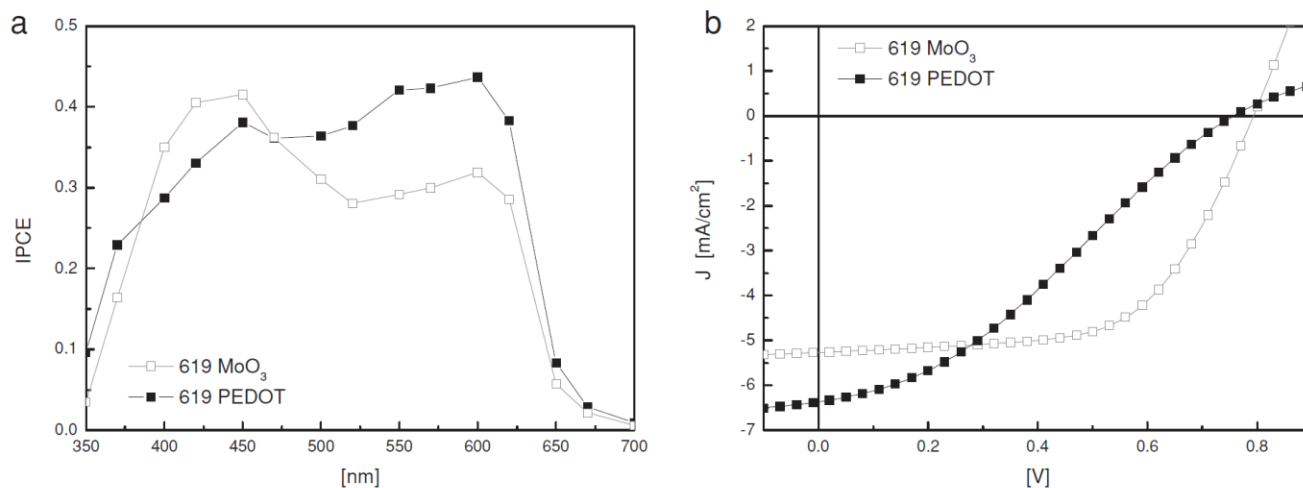 a
0.5
0.4
0.3
0.2
0.1
0.0
IPCE
619 MoO₃
619 PEDOT
350 400 450 500 550 600 650 700
[nm]
b
619 MoO₃
619 PEDOT
2
1
0
-1
-2
-3
-4
-5
-6
-7
J [mA/cm²]
0.0 0.2 0.4 0.6 0.8
[V]